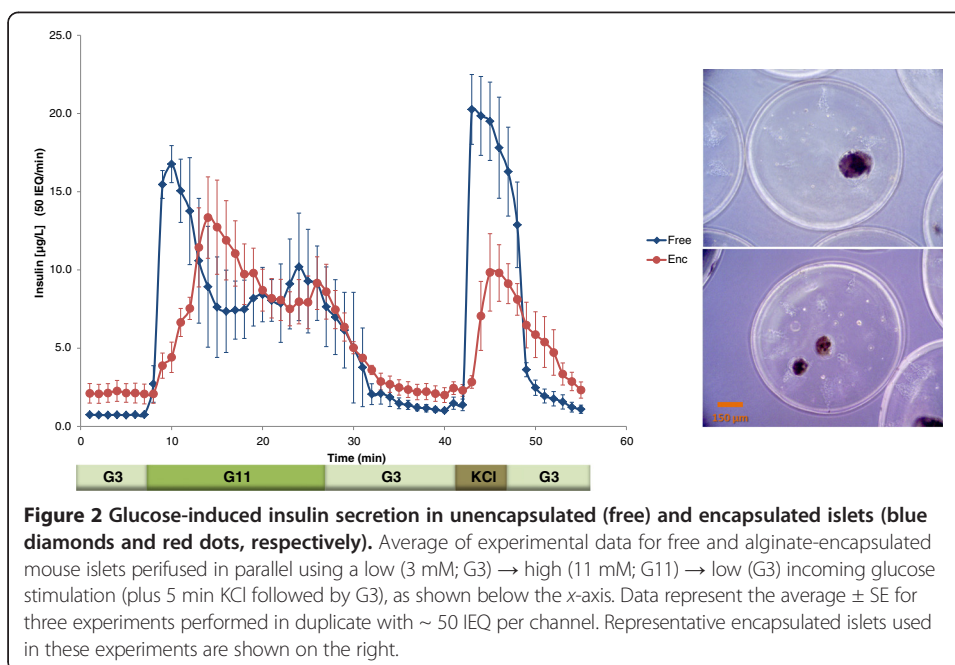 25.0
20.0
15.0
10.0
5.0
0.0
Insulin [µg/L] (50 IEQ/min)
0 10 20 30 40 50 60
Time (min)
Free
Enc
G3 G11 G3 KCl G3
150 µm
Figure 2 Glucose-induced insulin secretion in unencapsulated (free) and encapsulated islets (blue
diamonds and red dots, respectively). Average of experimental data for free and alginate-encapsulated
mouse islets perifused in parallel using a low (3 mM; G3) → high (11 mM; G11) → low (G3) incoming glucose
stimulation (plus 5 min KCl followed by G3), as shown below the x-axis. Data represent the average ± SE for
three experiments performed in duplicate with ~ 50 IEQ per channel. Representative encapsulated islets used
in these experiments are shown on the right.